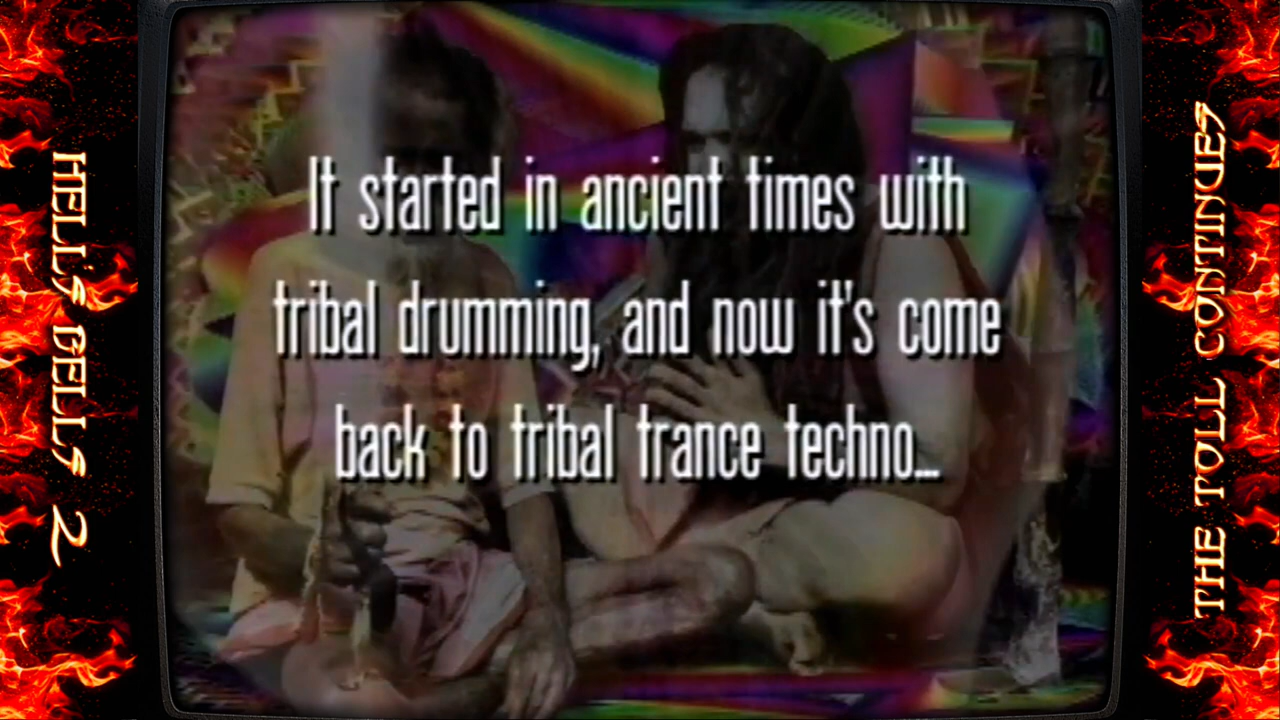 HELL'S BELLS 2
It started in ancient times with
tribal drumming, and now it's come
back to tribal trance techno...
THE TOLL CONTINUES